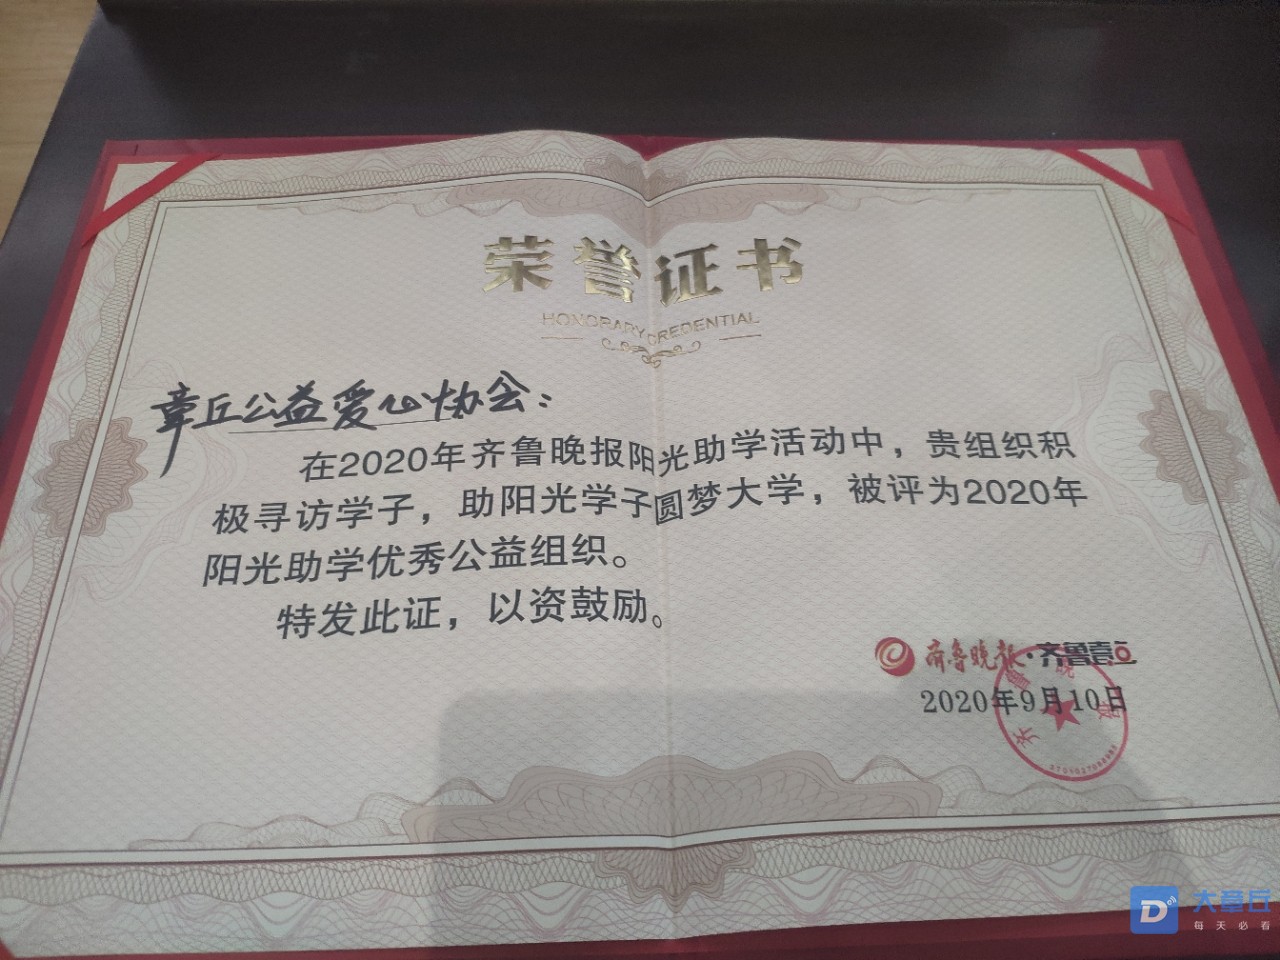 荣誉证书
HONORARY CREDENTIAL
章丘公益爱心协会：
在2020年齐鲁晚报阳光助学活动中，贵组织积
极寻访学子，助阳光学子圆梦大学，被评为2020年
阳光助学优秀公益组织。
特发此证，以资鼓励。
齐鲁晚报·齐鲁壹点
2020年9月10日
齐鲁晚报
大章丘
每天必看